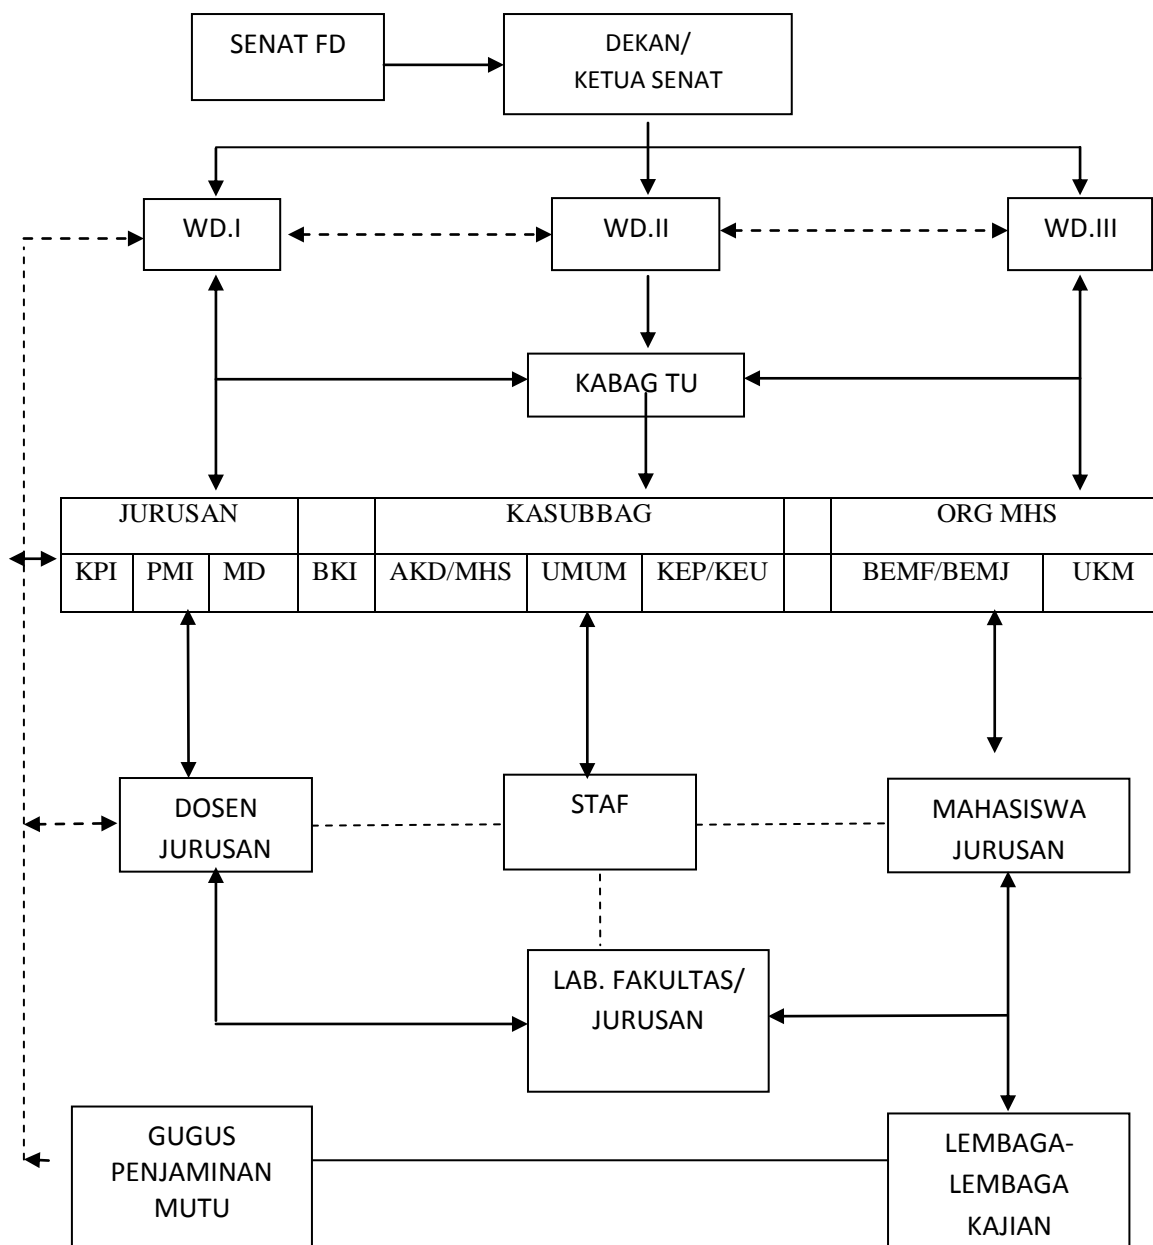 SENAT FD
DEKAN/
KETUA SENAT
WD.I
WD.II
WD.III
KABAG TU
JURUSAN
KASUBBAG
ORG MHS
KPI
PMI
MD
BKI
AKD/MHS
UMUM
KEP/KEU
BEMF/BEMJ
UKM
DOSEN
JURUSAN
STAF
MAHASISWA
JURUSAN
LAB. FAKULTAS/
JURUSAN
GUGUS
PENJAMINAN
MUTU
LEMBAGA-
LEMBAGA
KAJIAN